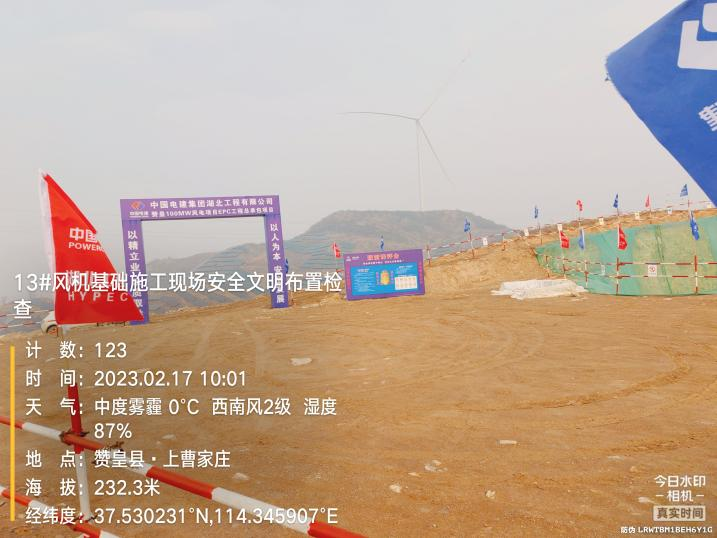 中国电建集团湖北工程有限公司
赞皇100MW风电项目EPC工程总承包项目
以精立业
质
以人为本
安
展
中国
POWER
HYPEC
集
13#风机基础施工现场安全文明布置检
查
计 数: 123
时 间: 2023.02.17 10:01
天 气: 中度雾霾 0℃ 西南风2级 湿度
87%
地 点: 赞皇县·上曹家庄
海 拔: 232.3米
经纬度: 37.530231°N,114.345907°E
今日水印
-相机-
真实时间
防伪 LRWTBM1BEH6Y1G